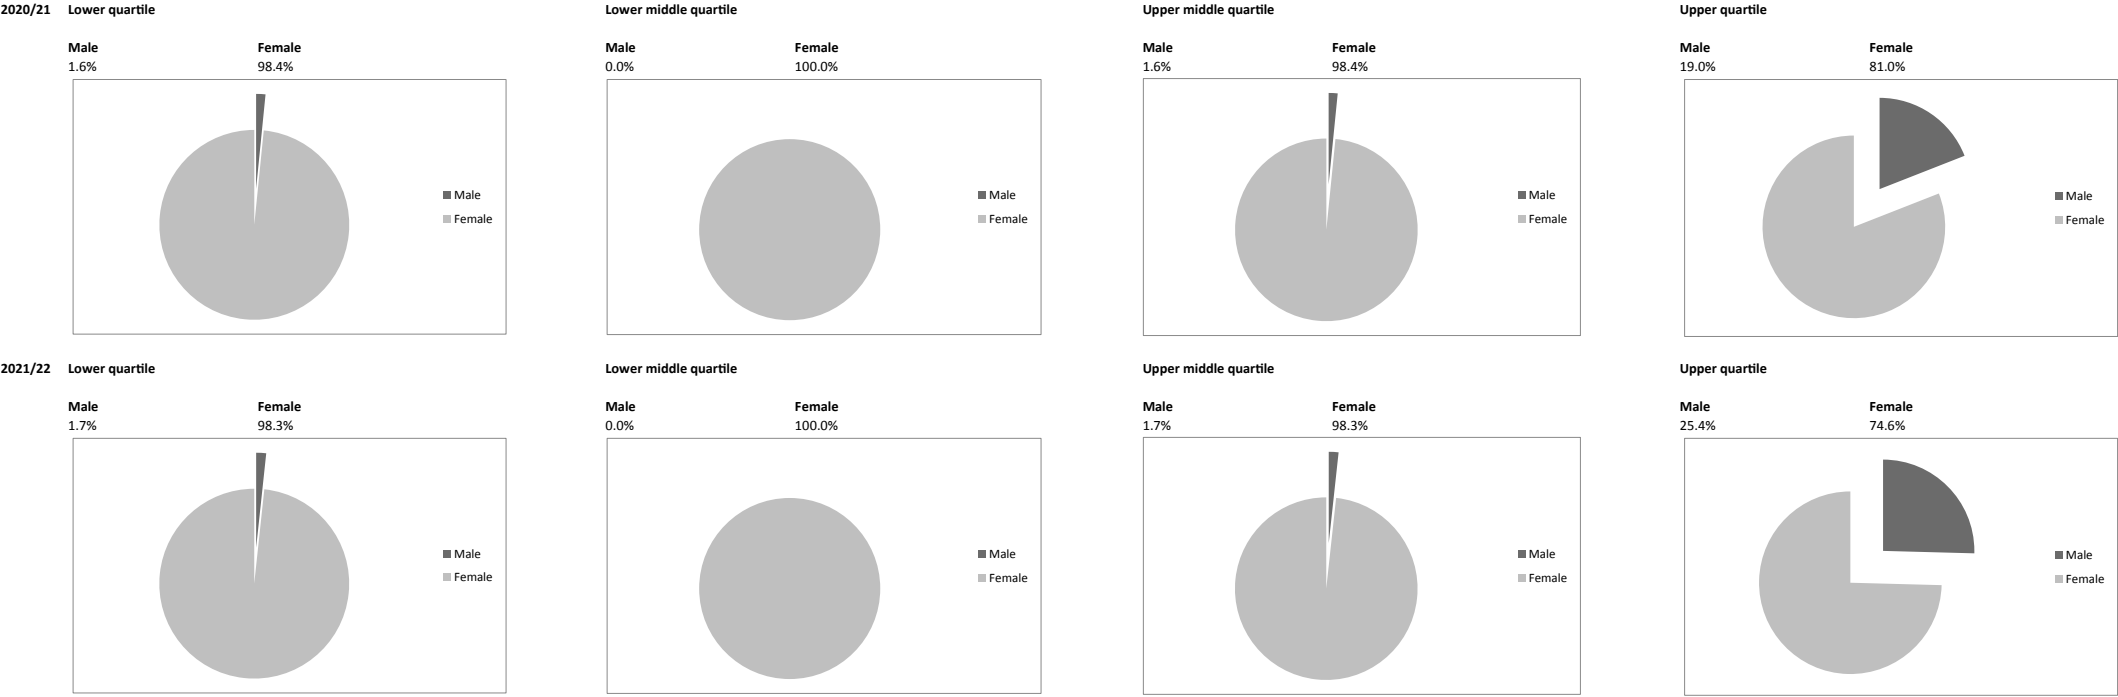 2020/21 Lower quartile Lower middle quartile Upper middle quartile Upper quartile
Male Female Male Female Male Female Male Female
1.6% 98.4% 0.0% 100.0% 1.6% 98.4% 19.0% 81.0%
Male Male Male Male
Female Female Female Female
2021/22 Lower quartile Lower middle quartile Upper middle quartile Upper quartile
Male Female Male Female Male Female Male Female
1.7% 98.3% 0.0% 100.0% 1.7% 98.3% 25.4% 74.6%
Male Male Male Male
Female Female Female Female